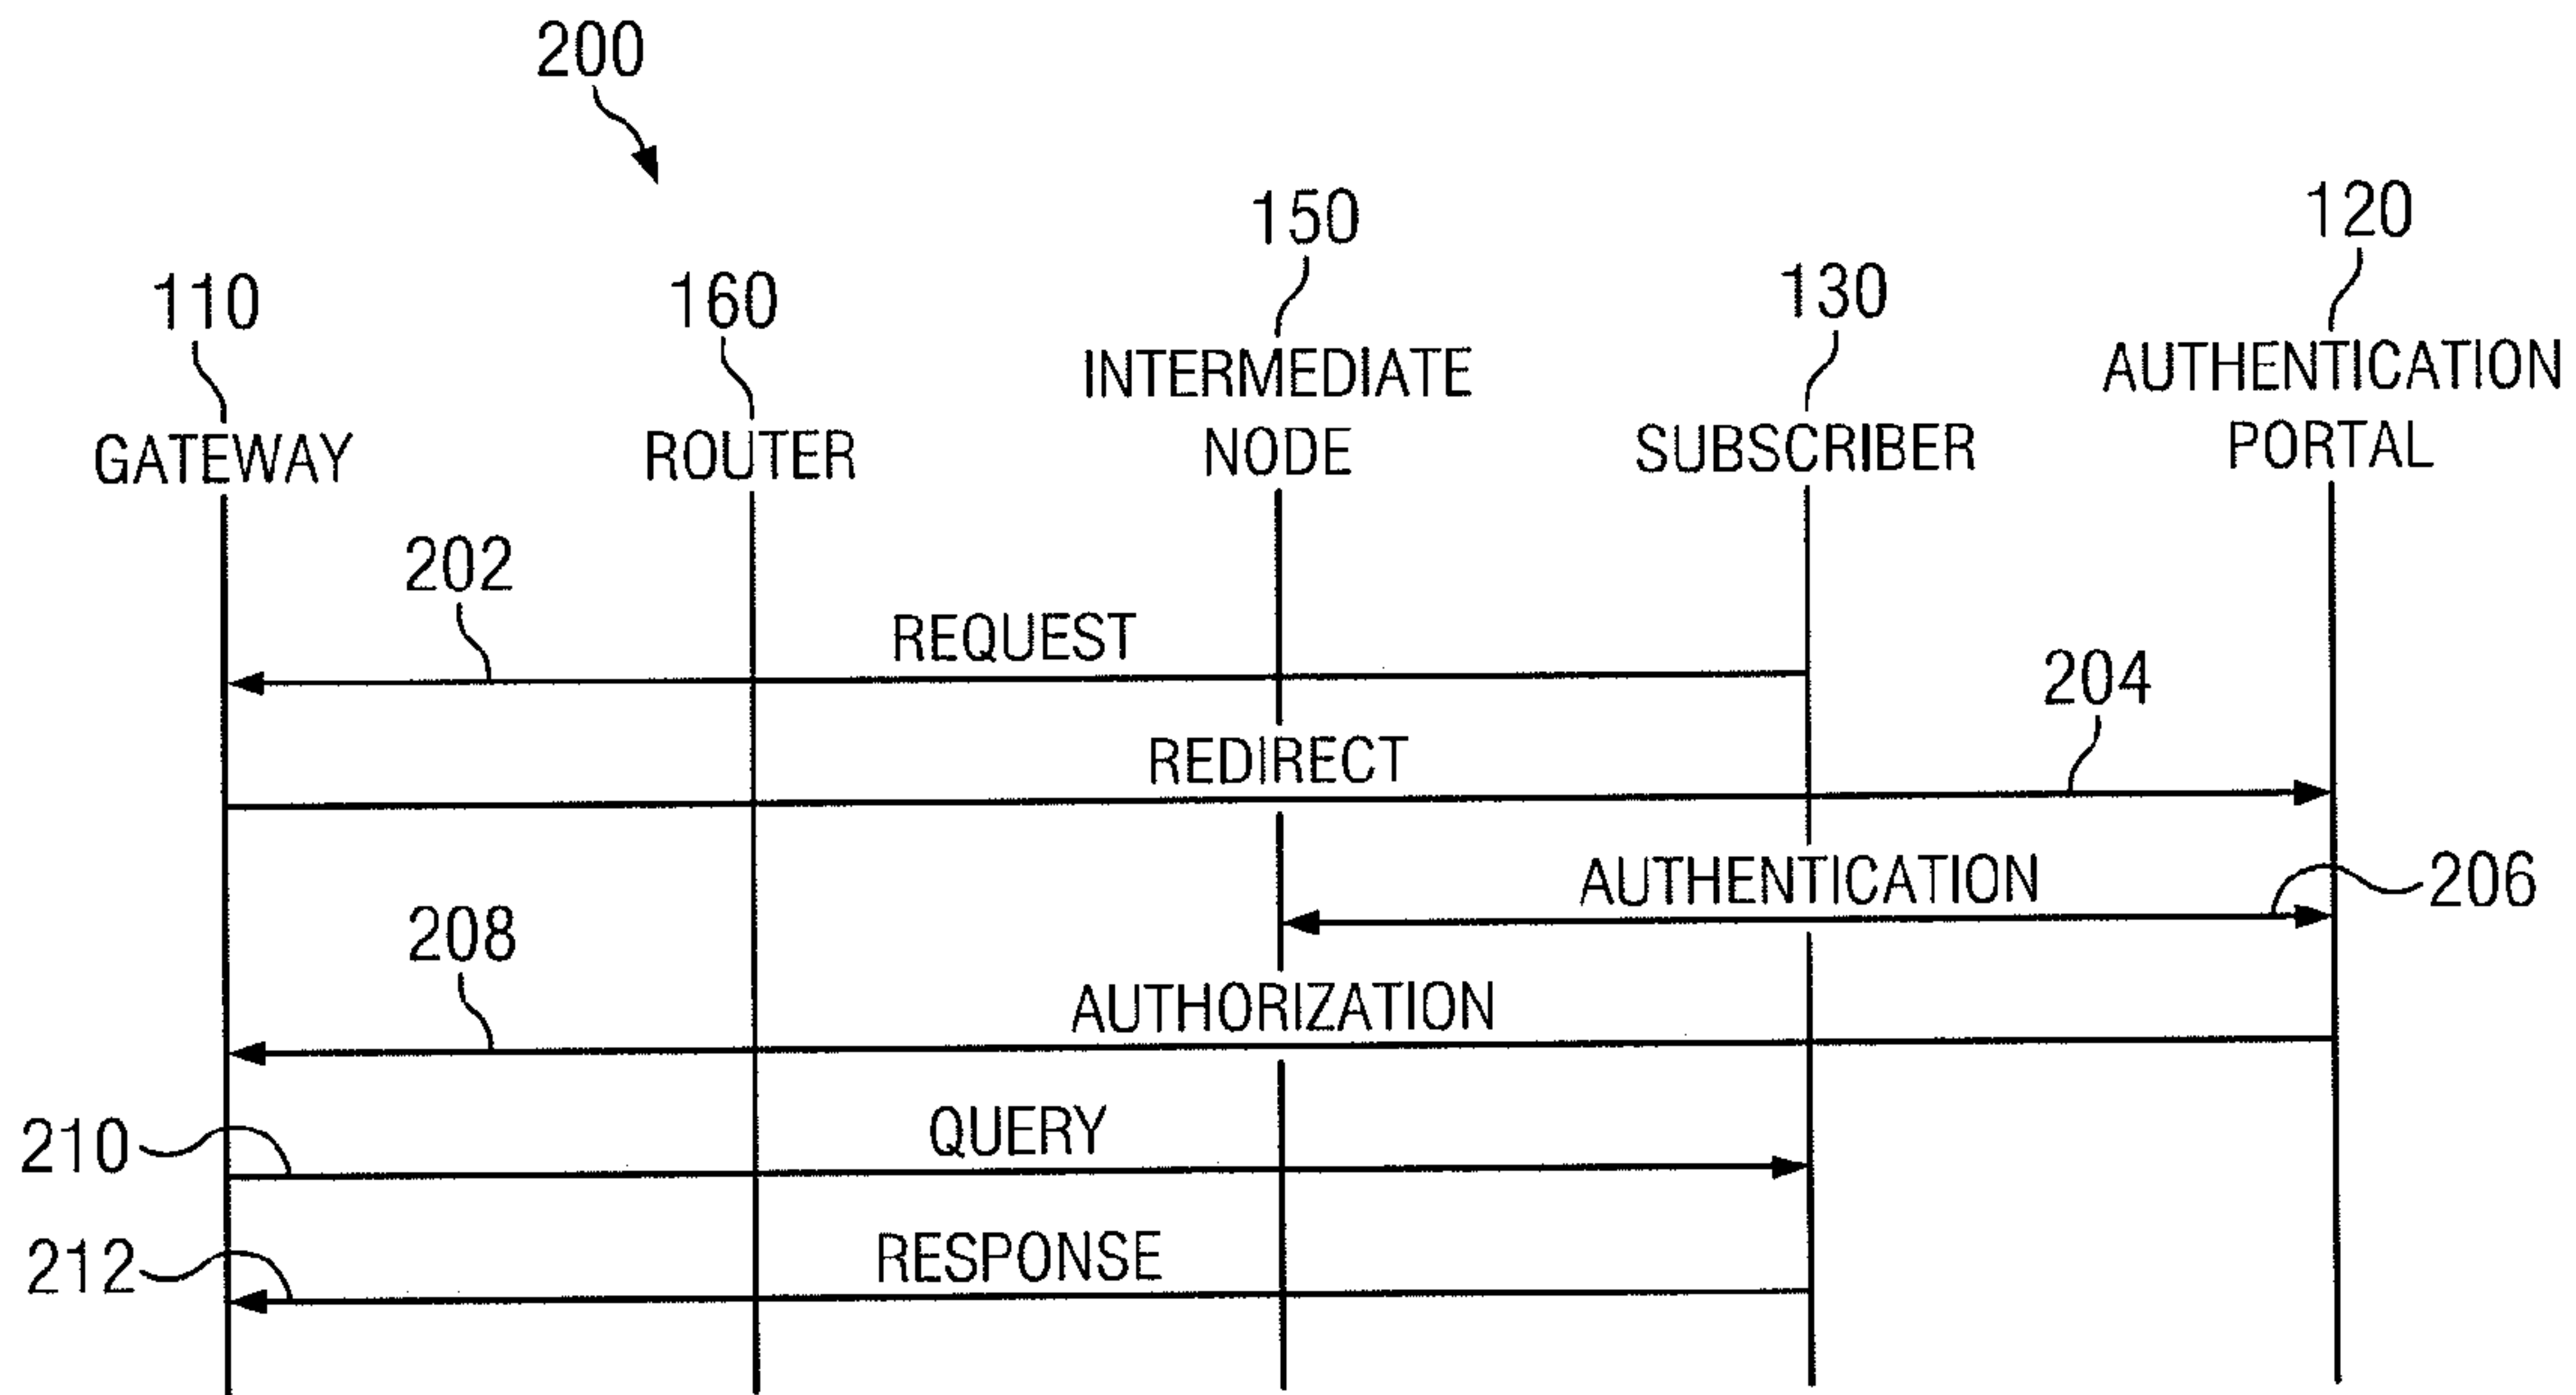 200
150
120
110
160
130
INTERMEDIATE
NODE
AUTHENTICATION
PORTAL
GATEWAY
ROUTER
SUBSCRIBER
202
REQUEST
204
REDIRECT
AUTHENTICATION
206
208
AUTHORIZATION
210
QUERY
212
RESPONSE